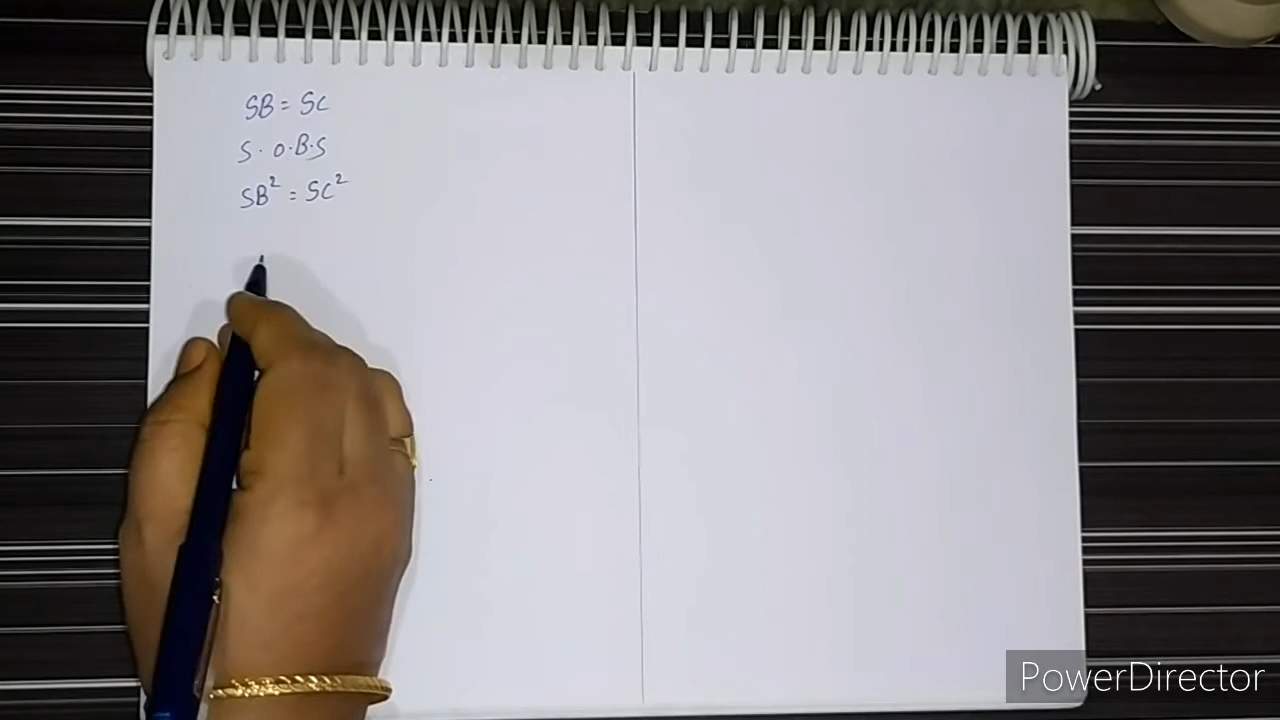 SB = SC
S. O.B.S
SB² = SC²
PowerDirector